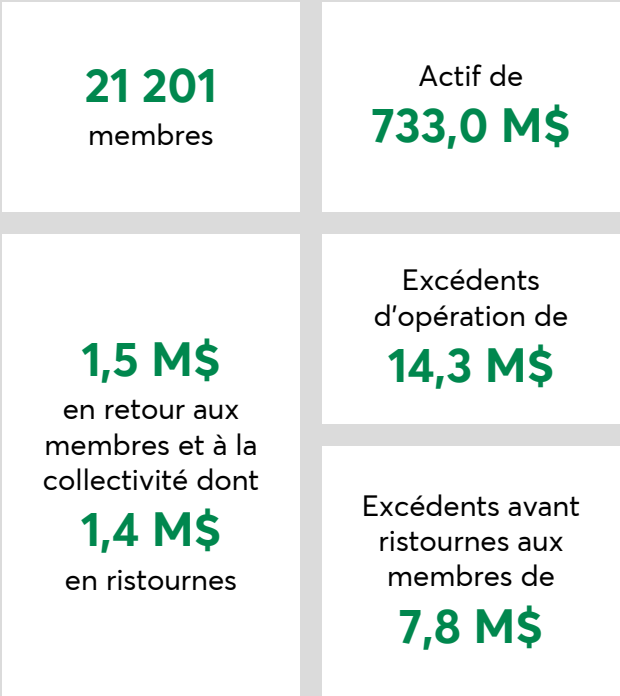 21 201
membres
Actif de
733,0 M$
1,5 M$
en retour aux
membres et à la
collectivité dont
1,4 M$
en ristournes
Excédents
d'opération de
14,3 M$
Excédents avant
ristournes aux
membres de
7,8 M$